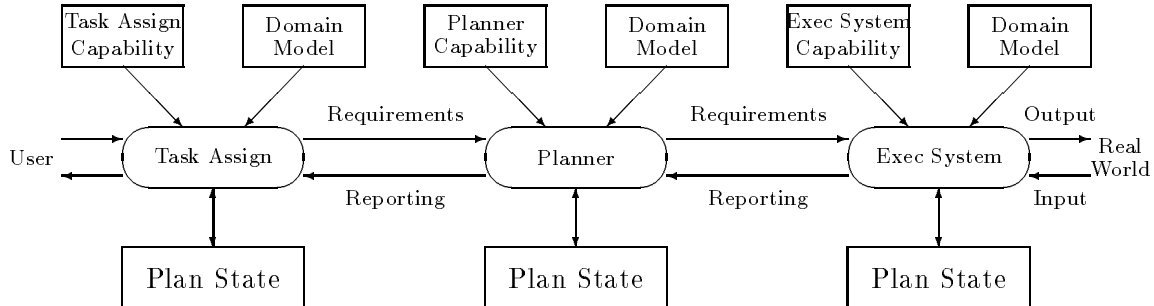 Task Assign
Capability
Domain
Model
Planner
Capability
Domain
Model
Exec System
Capability
Domain
Model
Requirements
Requirements
Output
User
Task Assign
Planner
Exec System
Real
World
Reporting
Reporting
Input
Plan State
Plan State
Plan State